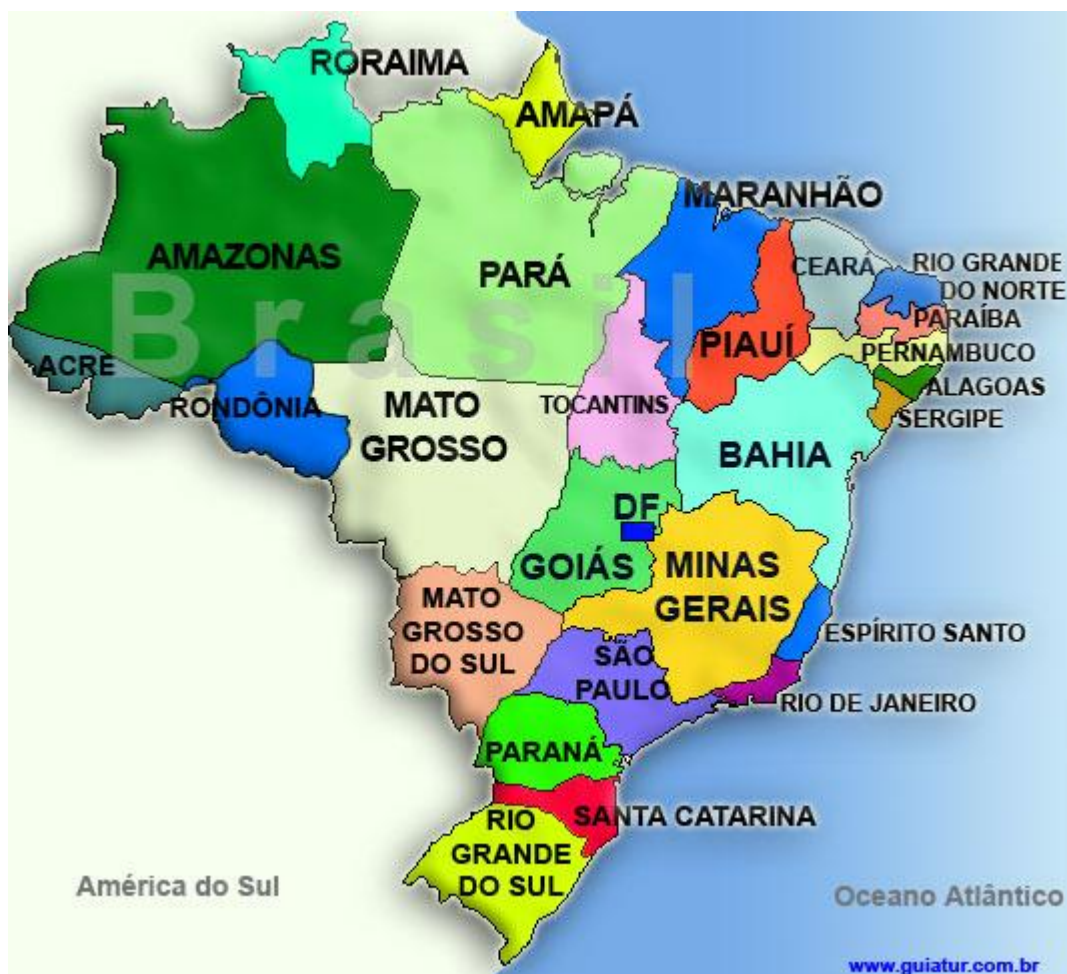 RORAIMA
AMAPÁ
MARANHÃO
AMAZONAS
PARÁ
CEARÁ
RIO GRANDE
DO NORTE
Brasil
PARAÍBA
PIAUÍ
PERNAMBUCO
ACRE
ALAGOAS
RONDÔNIA
MATO
GROSSO
TOCANTINS
SERGIPE
BAHIA
DF
GOIÁS
MINAS
GERAIS
MATO
GROSSO
DO SUL
ESPÍRITO SANTO
SÃO
PAULO
RIO DE JANEIRO
PARANÁ
SANTA CATARINA
RIO
GRANDE
DO SUL
América do Sul
Oceano Atlântico
www.guiatur.com.br